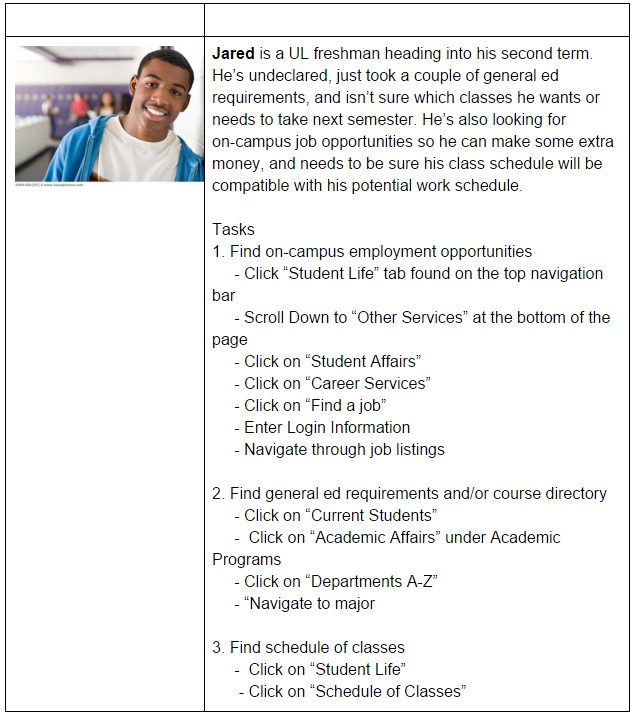 Jared is a UL freshman heading into his second term.
He’s undeclared, just took a couple of general ed
requirements, and isn’t sure which classes he wants or
needs to take next semester. He’s also looking for
on-campus job opportunities so he can make some extra
money, and needs to be sure his class schedule will be
compatible with his potential work schedule.
Tasks
1. Find on-campus employment opportunities
- Click “Student Life” tab found on the top navigation
bar
- Scroll Down to “Other Services” at the bottom of the
page
- Click on “Student Affairs”
- Click on “Career Services”
- Click on “Find a job”
- Enter Login Information
- Navigate through job listings
2. Find general ed requirements and/or course directory
- Click on “Current Students”
- Click on “Academic Affairs” under Academic
Programs
- Click on “Departments A-Z”
- “Navigate to major
3. Find schedule of classes
- Click on “Student Life”
- Click on “Schedule of Classes”